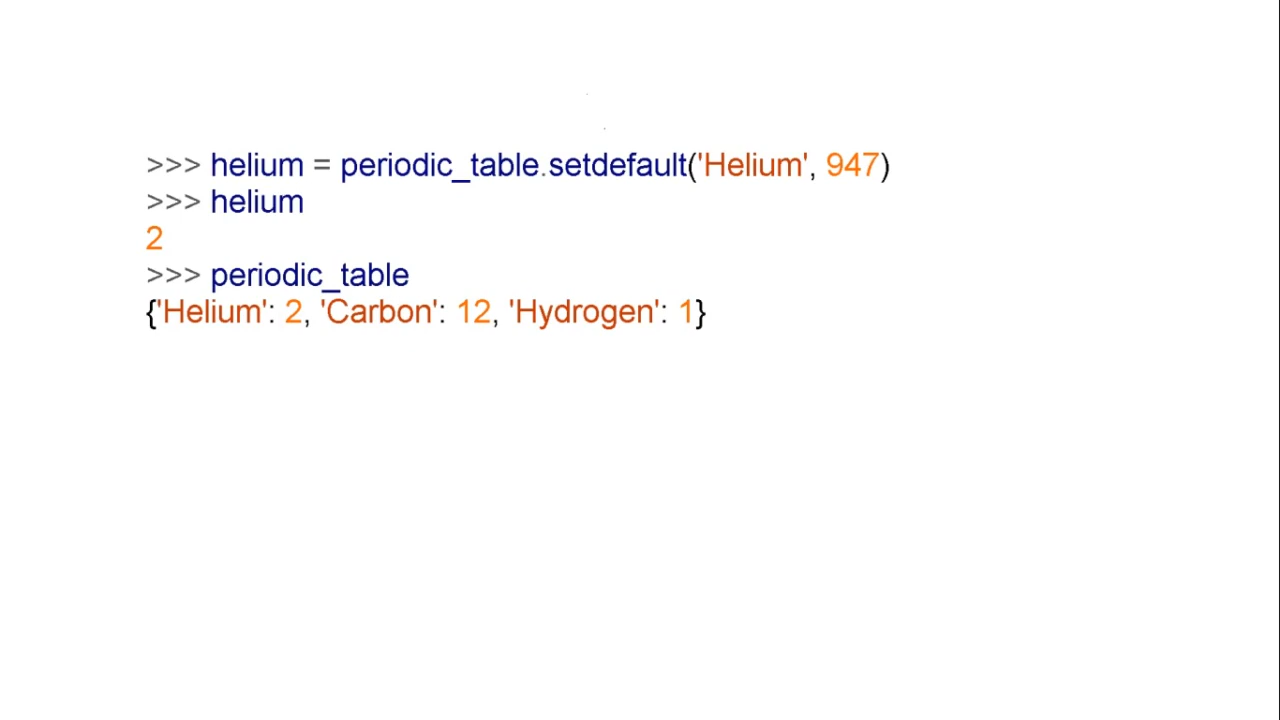 >>> helium = periodic_table.setdefault('Helium', 947)
>>> helium
2
>>> periodic_table
{'Helium': 2, 'Carbon': 12, 'Hydrogen': 1}